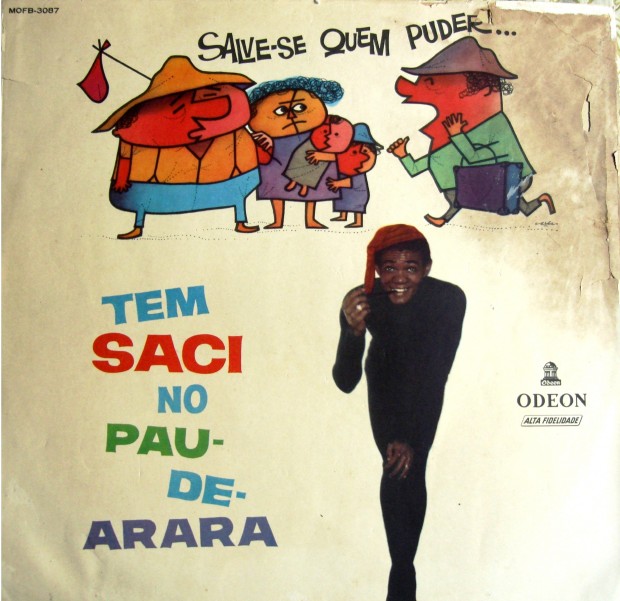 MOFB-3087
SALVE-SE QUEM PUDER!...
TEM
SACI
NO
PAU-
DE-
ARARA
Odeon
ODEON
ALTA FIDELIDADE